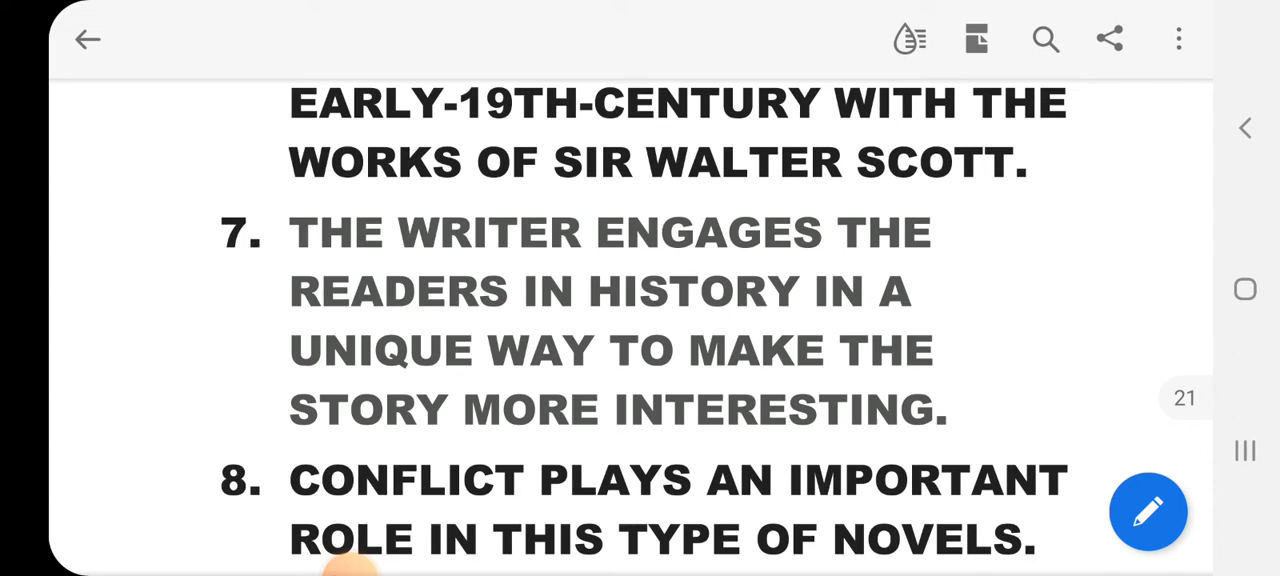 EARLY-19TH-CENTURY WITH THE
WORKS OF SIR WALTER SCOTT.
7. THE WRITER ENGAGES THE
READERS IN HISTORY IN A
UNIQUE WAY TO MAKE THE
STORY MORE INTERESTING.
21
8. CONFLICT PLAYS AN IMPORTANT
ROLE IN THIS TYPE OF NOVELS.